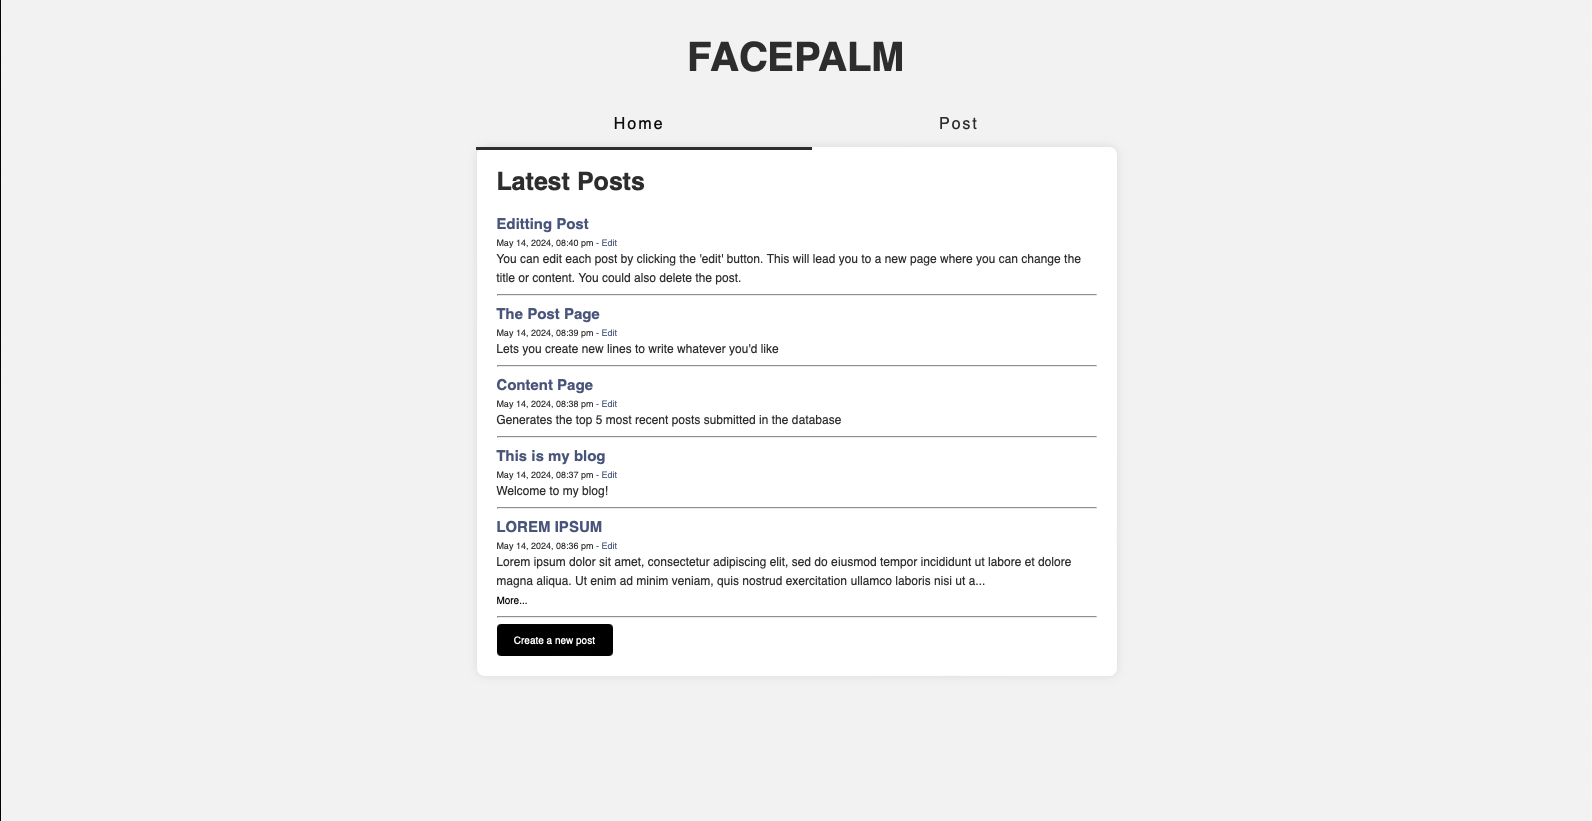 FACEPALM
Home
Post
Latest Posts
Editting Post
May 14, 2024, 08:40 pm - Edit
You can edit each post by clicking the 'edit' button. This will lead you to a new page where you can change the
title or content. You could also delete the post.
The Post Page
May 14, 2024, 08:39 pm - Edit
Lets you create new lines to write whatever you'd like
Content Page
May 14, 2024, 08:38 pm - Edit
Generates the top 5 most recent posts submitted in the database
This is my blog
May 14, 2024, 08:37 pm - Edit
Welcome to my blog!
LOREM IPSUM
May 14, 2024, 08:36 pm - Edit
Lorem ipsum dolor sit amet, consectetur adipiscing elit, sed do eiusmod tempor incididunt ut labore et dolore
magna aliqua. Ut enim ad minim veniam, quis nostrud exercitation ullamco laboris nisi ut a...
More...
Create a new post